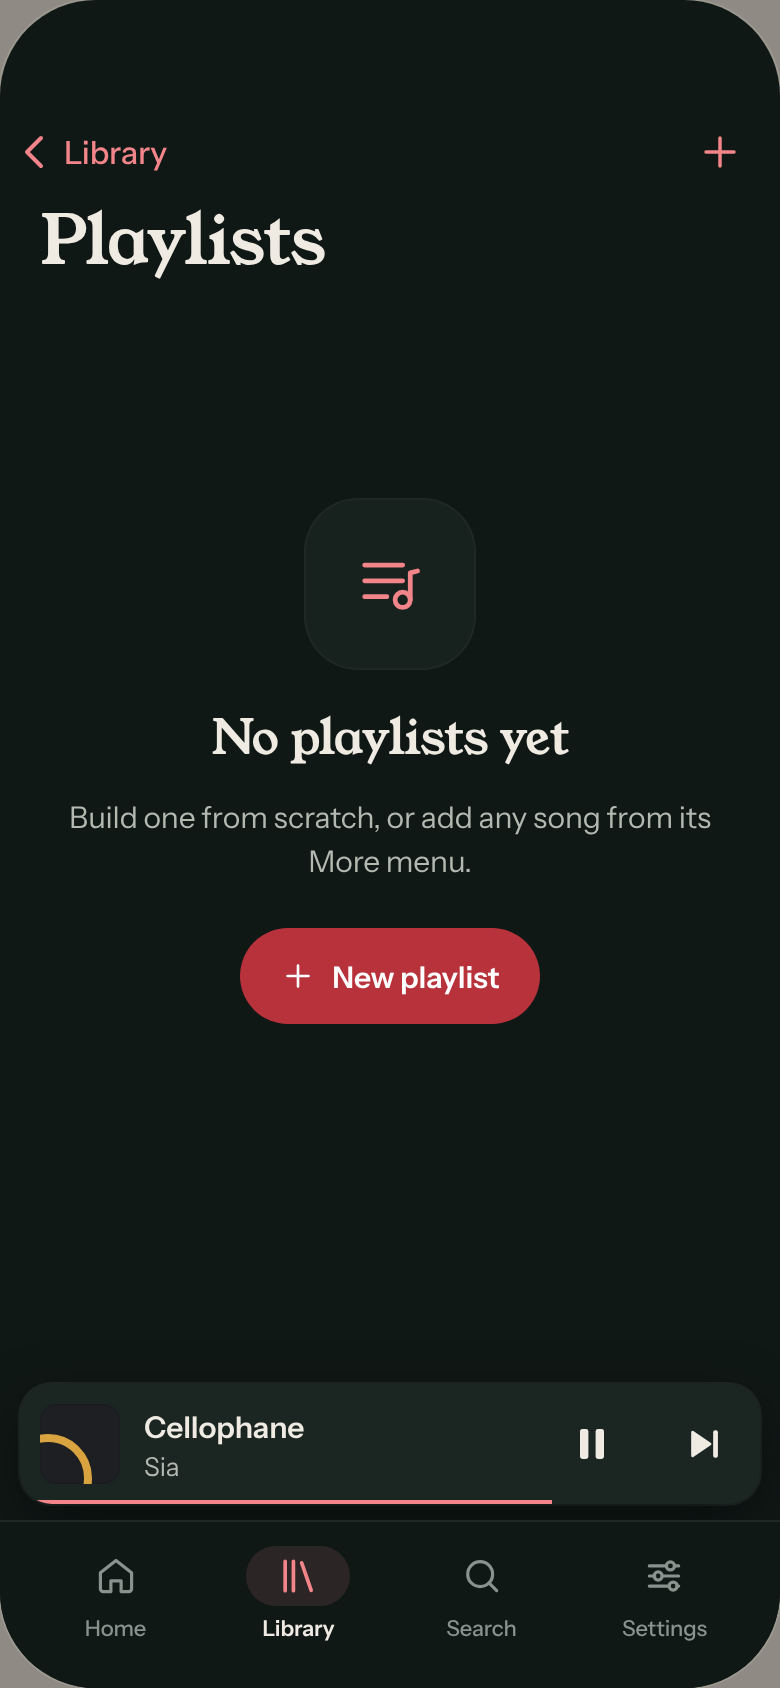 Library
Playlists
No playlists yet
Build one from scratch, or add any song from its
More menu.
New playlist
Cellophane
Sia
Home
Library
Search
Settings